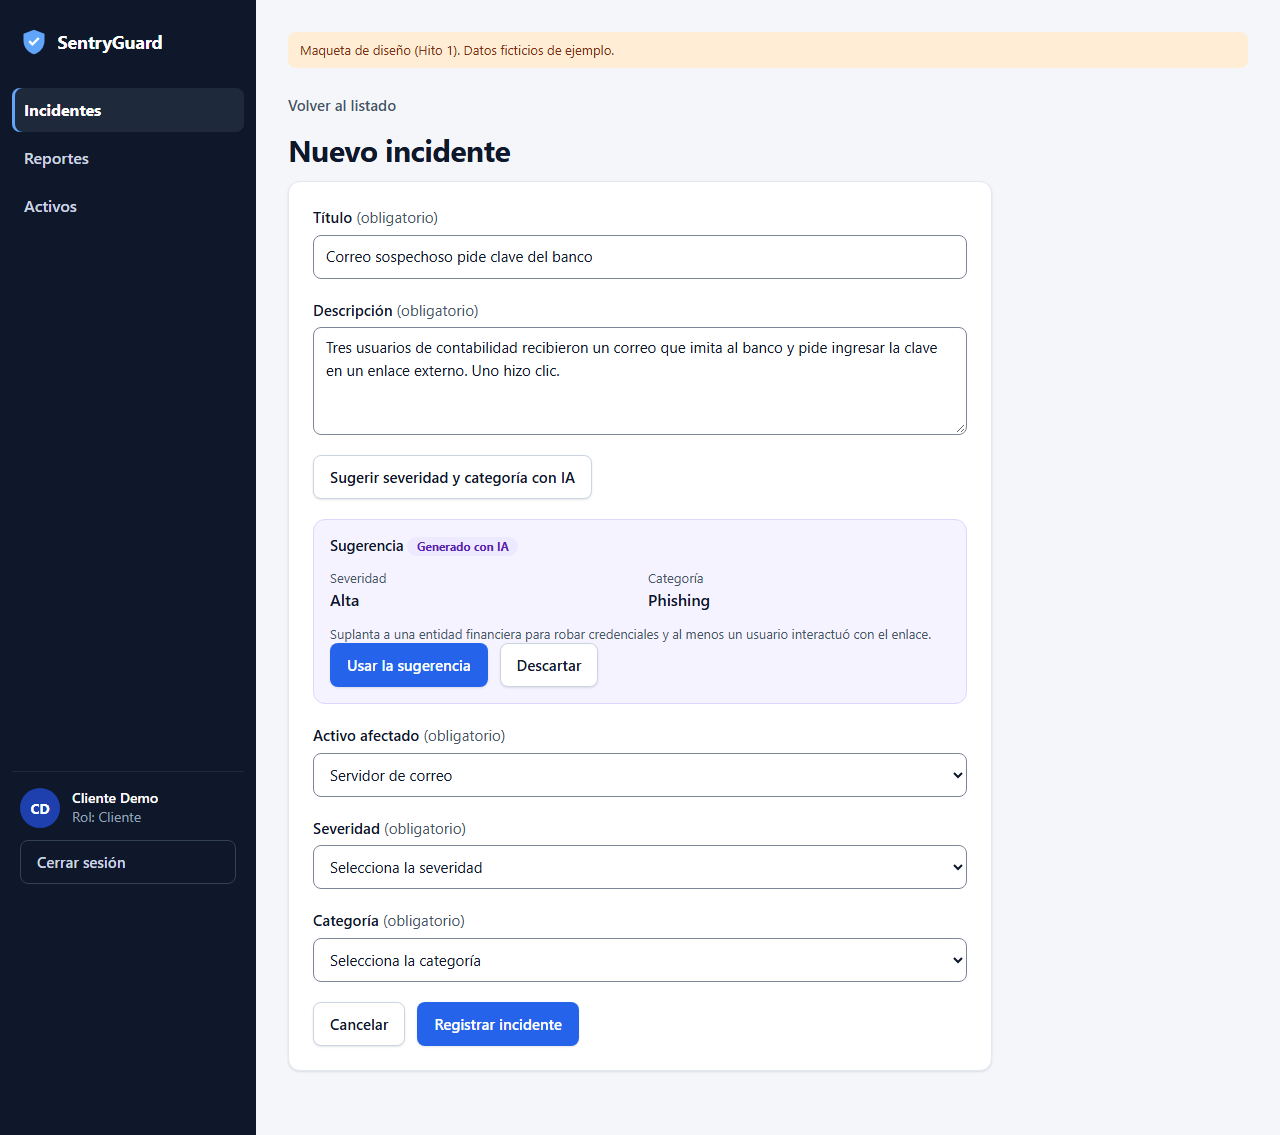 SentryGuard
Incidentes
Reportes
Activos
Cliente Demo
CD
Rol: Cliente
Cerrar sesión
Maqueta de diseño (Hito 1). Datos ficticios de ejemplo.
Volver al listado
Nuevo incidente
Título (obligatorio)
Correo sospechoso pide clave del banco
Descripción (obligatorio)
Tres usuarios de contabilidad recibieron un correo que imita al banco y pide ingresar la clave
en un enlace externo. Uno hizo clic.
Sugerir severidad y categoría con IA
Sugerencia Generado con IA
Severidad Categoría
Alta Phishing
Suplanta a una entidad financiera para robar credenciales y al menos un usuario interactuó con el enlace.
Usar la sugerencia Descartar
Activo afectado (obligatorio)
Servidor de correo
Severidad (obligatorio)
Selecciona la severidad
Categoría (obligatorio)
Selecciona la categoría
Cancelar Registrar incidente